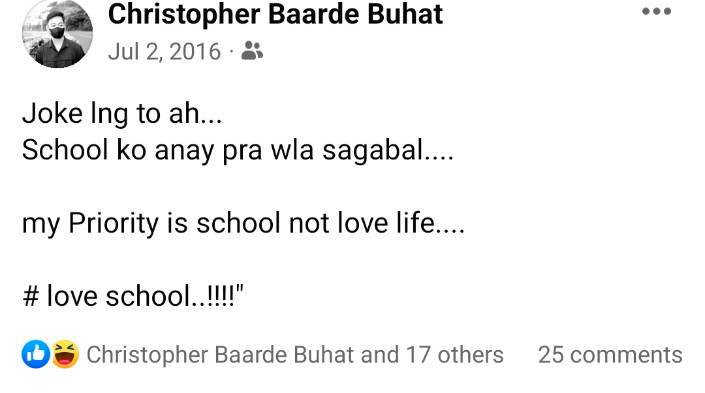 Christopher Baarde Buhat
Jul 2, 2016 ·
Joke lng to ah...
School ko anay pra wla sagabal....
my Priority is school not love life....
# love school..!!!!"
Christopher Baarde Buhat and 17 others 25 comments